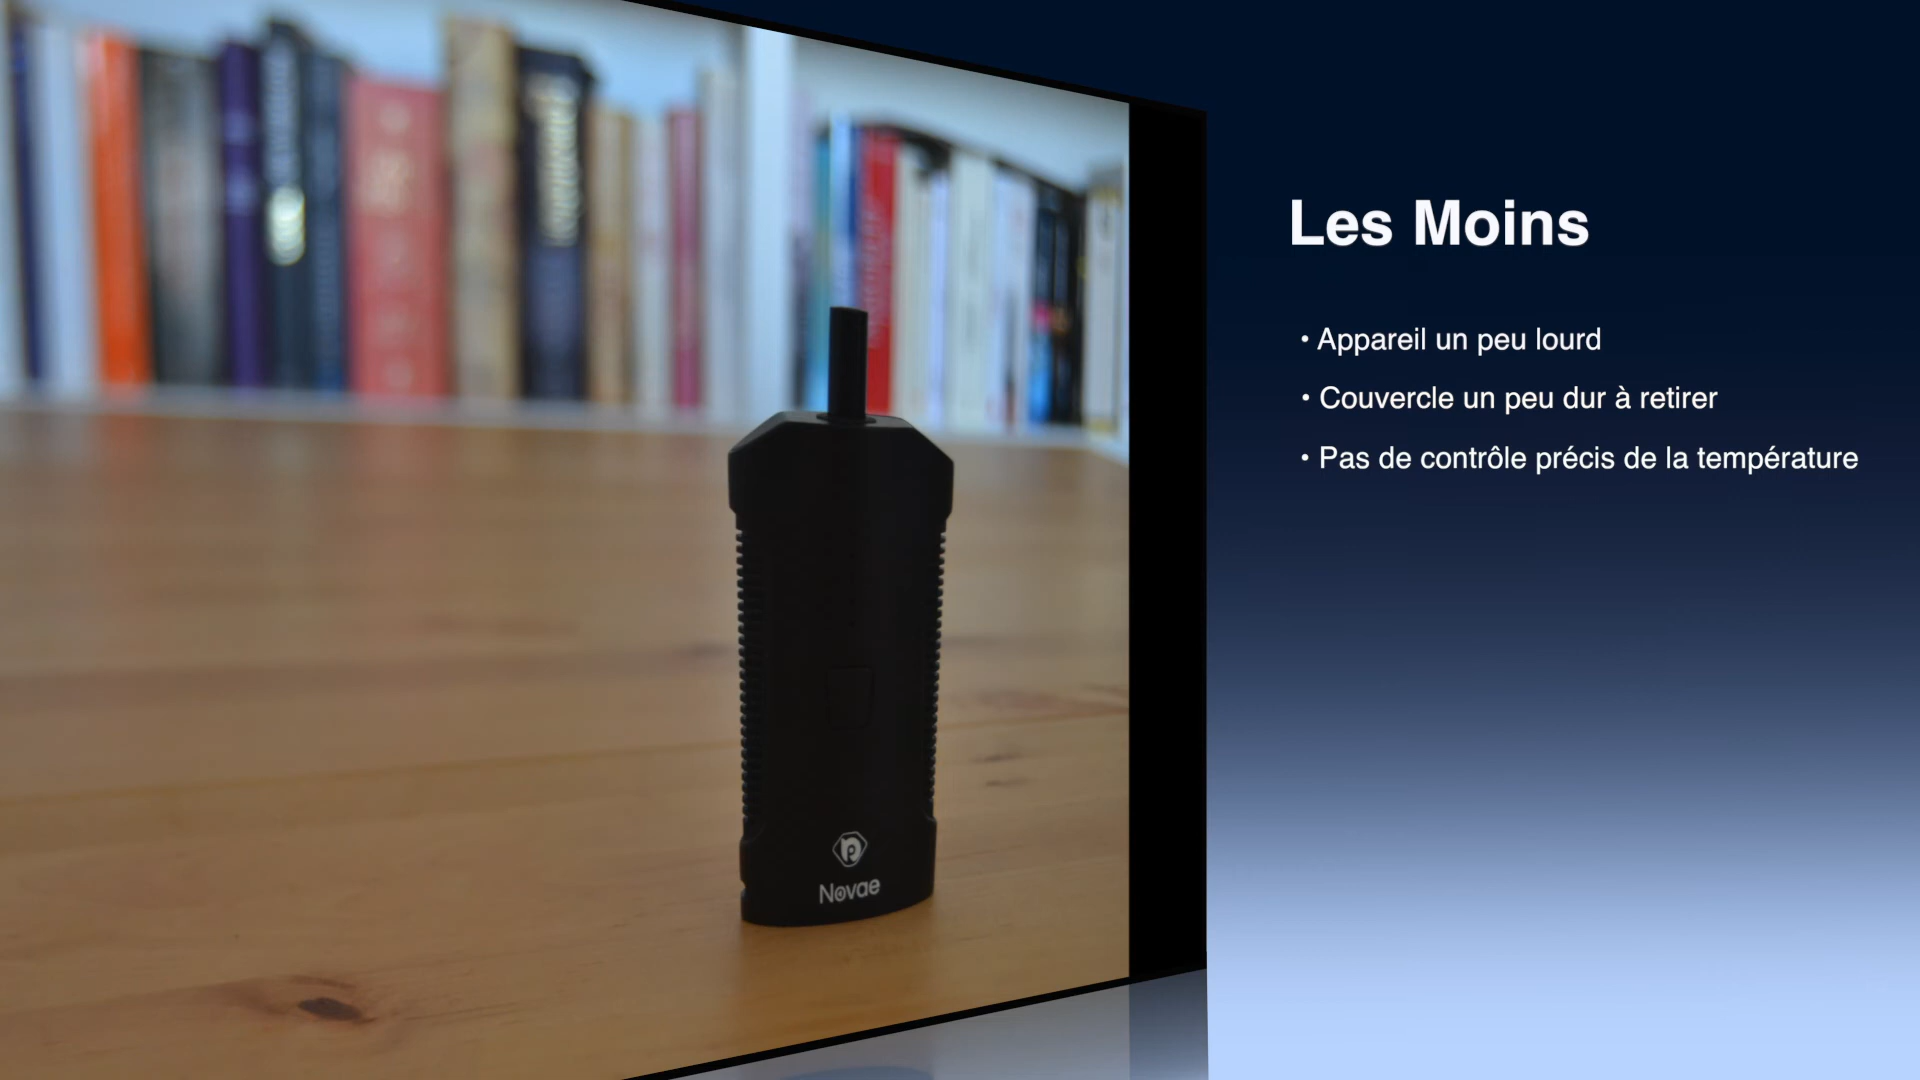 Les Moins
• Appareil un peu lourd
• Couvercle un peu dur à retirer
• Pas de contrôle précis de la température
Novae